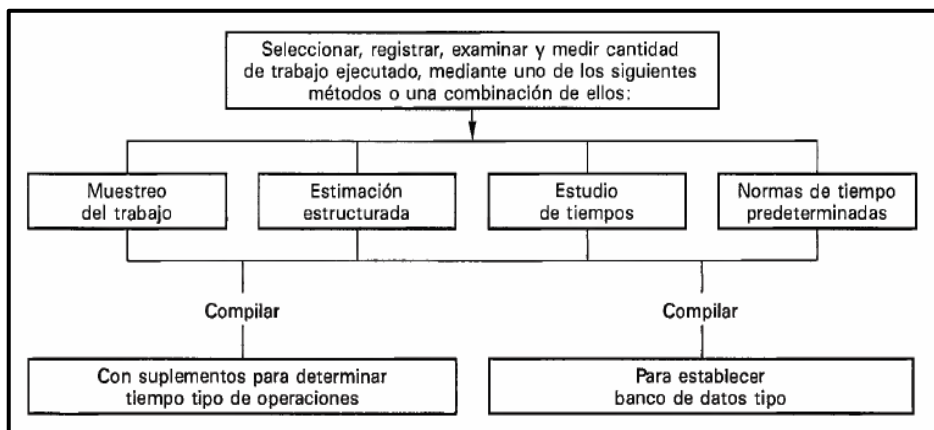 Seleccionar, registrar, examinar y medir cantidad
de trabajo ejecutado, mediante uno de los siguientes
métodos o una combinación de ellos:
Muestreo
del trabajo
Estimación
estructurada
Estudio
de tiempos
Normas de tiempo
predeterminadas
Compilar
Compilar
Con suplementos para determinar
tiempo tipo de operaciones
Para establecer
banco de datos tipo